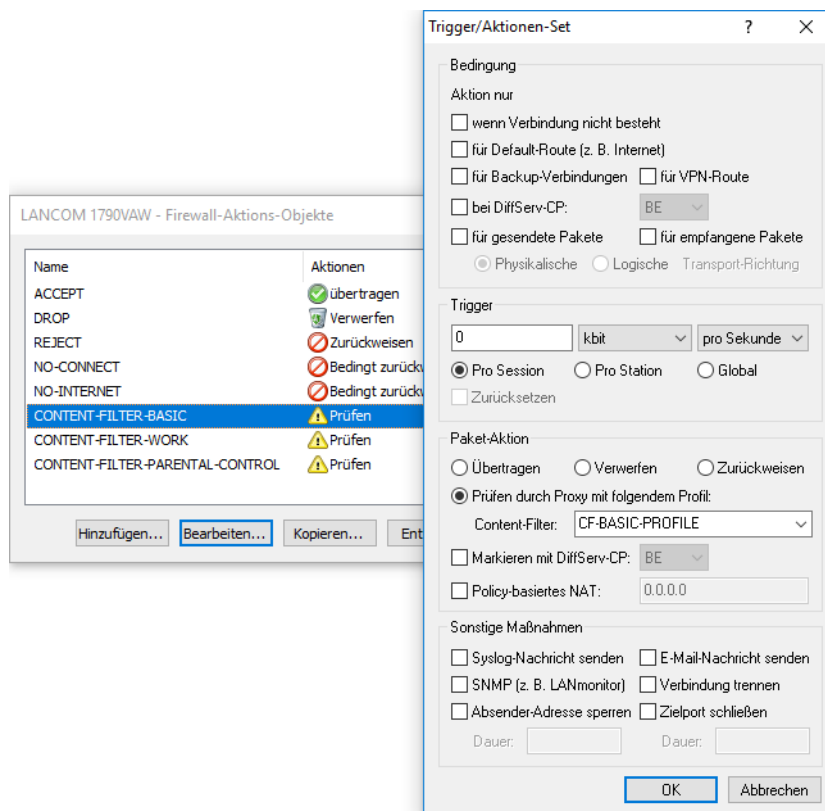 LANCOM 1790VAW - Firewall-Aktions-Objekte
Name Aktionen
ACCEPT übertragen
DROP Verwerfen
REJECT Zurückweisen
NO-CONNECT Bedingt zurückw
NO-INTERNET Bedingt zurückw
CONTENT-FILTER-BASIC Prüfen
CONTENT-FILTER-WORK Prüfen
CONTENT-FILTER-PARENTAL-CONTROL Prüfen
Hinzufügen... Bearbeiten... Kopieren... Ent
Trigger/Aktionen-Set ?
Bedingung
Aktion nur
wenn Verbindung nicht besteht
für Default-Route (z. B. Internet)
für Backup-Verbindungen für VPN-Route
bei DiffServ-CP: BE
für gesendete Pakete für empfangene Pakete
Physikalische Logische Transport-Richtung
Trigger
0 kbit pro Sekunde
Pro Session Pro Station Global
Zurücksetzen
Paket-Aktion
Übertragen Verwerfen Zurückweisen
Prüfen durch Proxy mit folgendem Profil:
Content-Filter: CF-BASIC-PROFILE
Markieren mit DiffServ-CP: BE
Policy-basiertes NAT: 0.0.0.0
Sonstige Maßnahmen
Syslog-Nachricht senden E-Mail-Nachricht senden
SNMP (z. B. LANmonitor) Verbindung trennen
Absender-Adresse sperren Zielport schließen
Dauer: Dauer:
OK Abbrechen